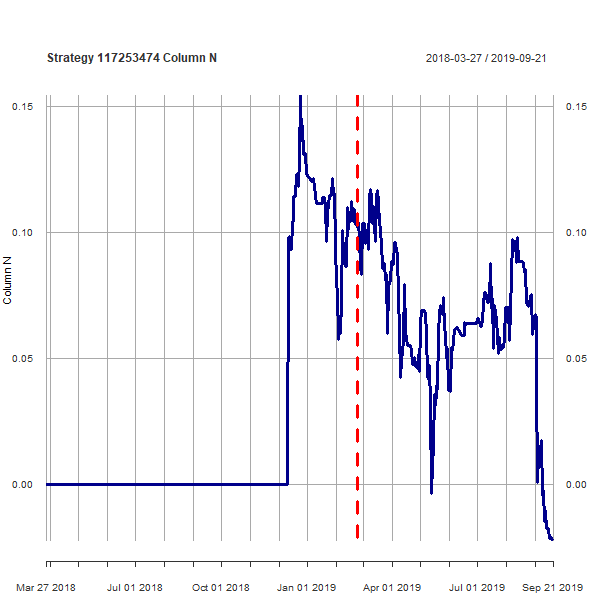 Strategy 117253474 Column N
2018-03-27 / 2019-09-21
0.15 0.15
0.10 0.10
0.05 0.05
0.00 0.00
Column N
Mar 27 2018 Jul 01 2018 Oct 01 2018 Jan 01 2019 Apr 01 2019 Jul 01 2019 Sep 21 2019